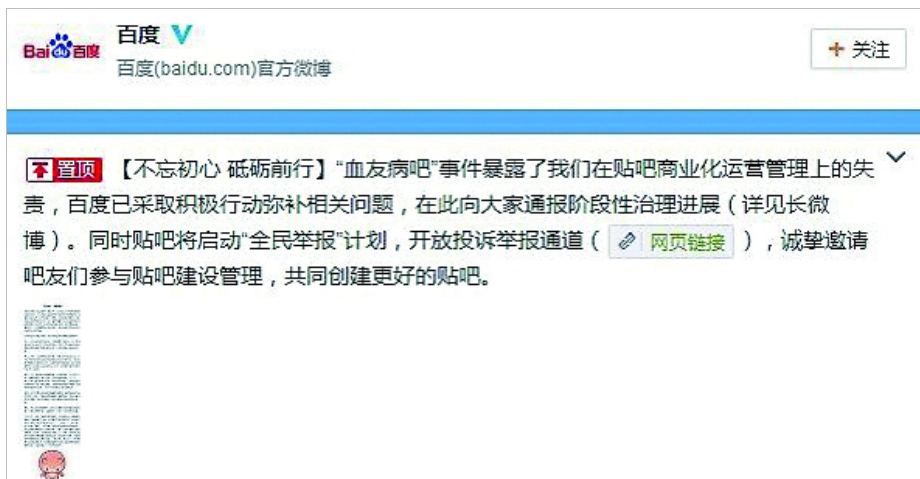 Bai du 百度
百度 V
百度(baidu.com)官方微博
+ 关注
置顶 【不忘初心 砥砺前行】“血友病吧”事件暴露了我们在贴吧商业化运营管理上的失
责，百度已采取积极行动弥补相关问题，在此向大家通报阶段性治理进展（详见长微
博）。同时贴吧将启动“全民举报”计划，开放投诉举报通道（ 网页链接 ），诚挚邀请
吧友们参与贴吧建设管理，共同创建更好的贴吧。